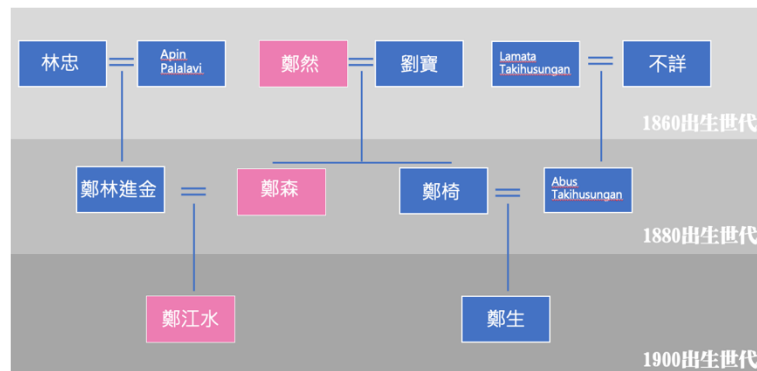 林忠
Apin
Palalavi
鄭然
劉寶
Lamata
Takihusungan
不詳
1860出生世代
鄭林進金
鄭森
鄭椅
Abus
Takihusungan
1880出生世代
鄭江水
鄭生
1900出生世代